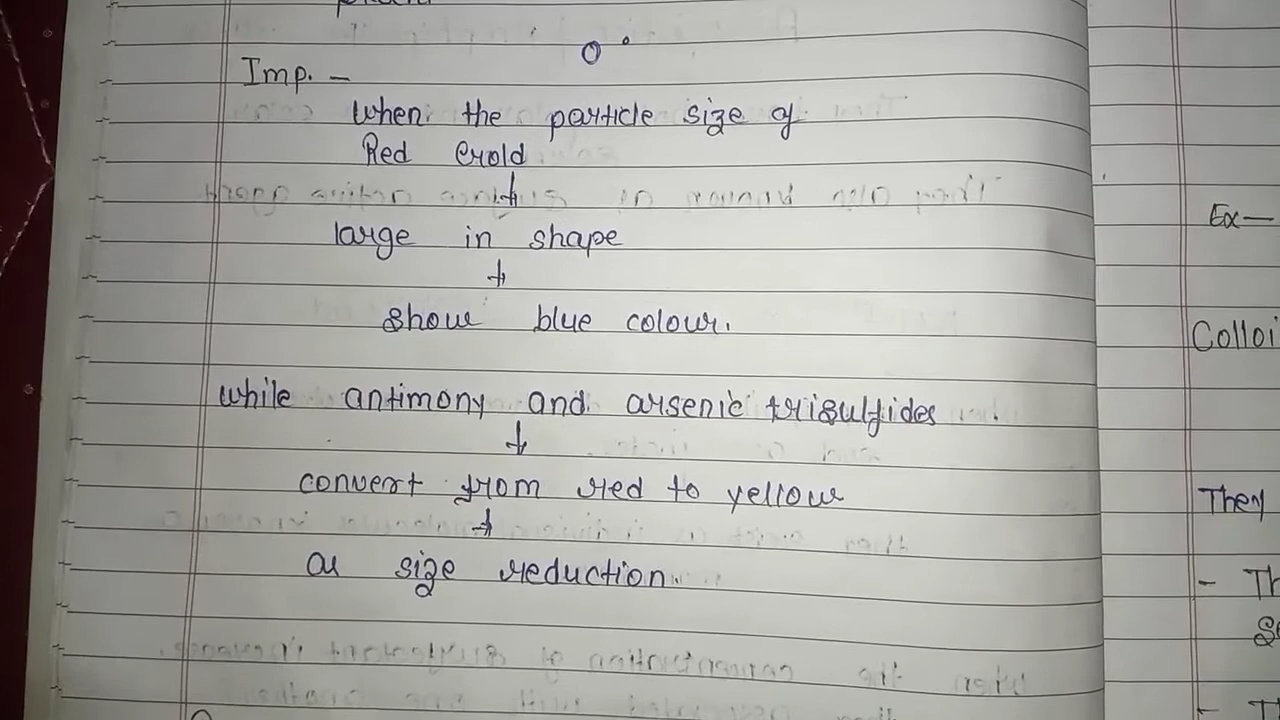 Imp. -
when the particle size of
Red Gold
↓
large in shape
↓
show blue colour.
while antimony and arsenic trisulfides
↓
convert from red to yellow
↓
as size reduction.
Ex-
Colloi
They
- Th